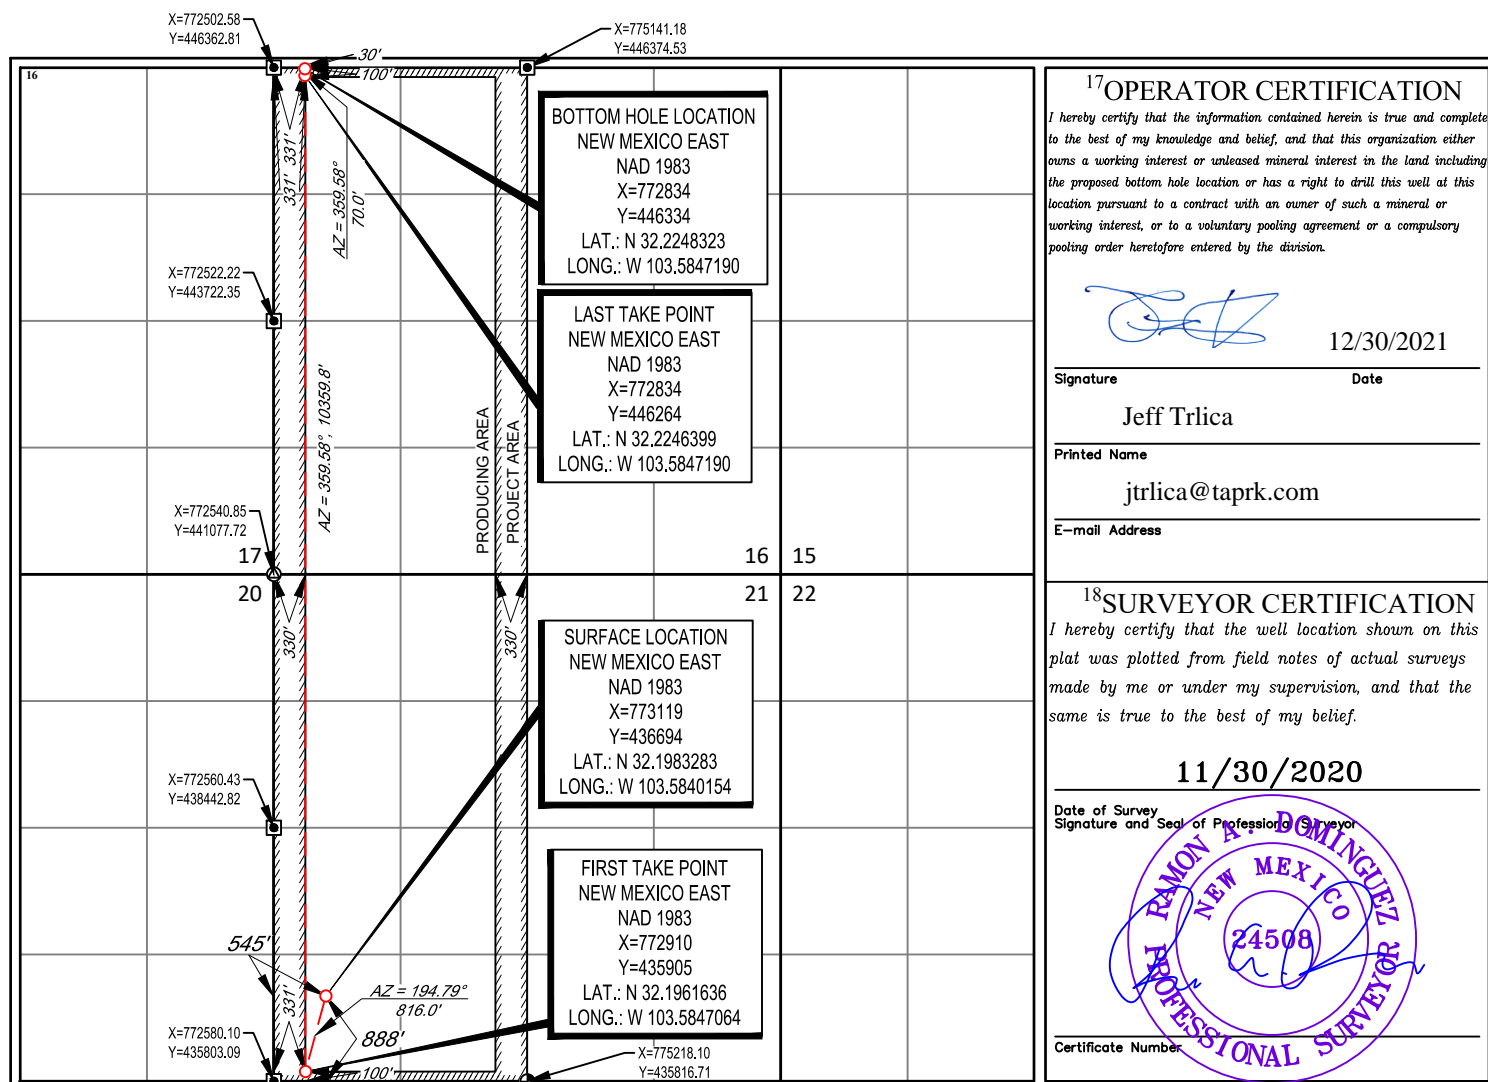 X=772502.58
Y=446362.81
X=775141.18
Y=446374.53
16
30'
100'
331' 331'
AZ = 359.58°
70.0'
BOTTOM HOLE LOCATION
NEW MEXICO EAST
NAD 1983
X=772834
Y=446334
LAT.: N 32.2248323
LONG.: W 103.5847190
X=772522.22
Y=443722.35
LAST TAKE POINT
NEW MEXICO EAST
NAD 1983
X=772834
Y=446264
LAT.: N 32.2246399
LONG.: W 103.5847190
AZ = 359.58°, 10359.8'
PRODUCING AREA
PROJECT AREA
X=772540.85
Y=441077.72
17
16
15
20
21
22
330'
330'
SURFACE LOCATION
NEW MEXICO EAST
NAD 1983
X=773119
Y=436694
LAT.: N 32.1983283
LONG.: W 103.5840154
X=772560.43
Y=438442.82
FIRST TAKE POINT
NEW MEXICO EAST
NAD 1983
X=772910
Y=435905
LAT.: N 32.1961636
LONG.: W 103.5847064
545'
331'
AZ = 194.79°
816.0'
888'
100'
X=772580.10
Y=435803.09
X=775218.10
Y=435816.71
17OPERATOR CERTIFICATION
I hereby certify that the information contained herein is true and complete
to the best of my knowledge and belief, and that this organization either
owns a working interest or unleased mineral interest in the land including
the proposed bottom hole location or has a right to drill this well at this
location pursuant to a contract with an owner of such a mineral or
working interest, or to a voluntary pooling agreement or a compulsory
pooling order heretofore entered by the division.
12/30/2021
Signature Date
Jeff Trlica
Printed Name
jtrlica@taprk.com
E-mail Address
18SURVEYOR CERTIFICATION
I hereby certify that the well location shown on this
plat was plotted from field notes of actual surveys
made by me or under my supervision, and that the
same is true to the best of my belief.
11/30/2020
Date of Survey
Signature and Seal of Professional Surveyor
RAMON A. DOMINGUEZ
NEW MEXICO
24508
PROFESSIONAL SURVEYOR
Certificate Number